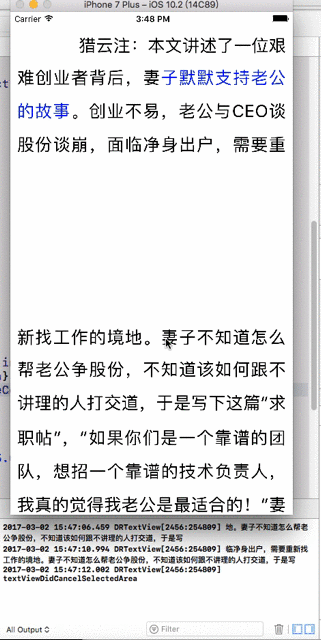 iPhone 7 Plus – iOS 10.2 (14C89)
Carrier
3:48 PM
猎云注：本文讲述了一位艰
难创业者背后，妻子默默支持老公
的故事。创业不易，老公与CEO谈
股份谈崩，面临净身出户，需要重
新找工作的境地。妻子不知道怎么
帮老公争股份，不知道该如何跟不
讲理的人打交道，于是写下这篇“求
职帖”，“如果你们是一个靠谱的团
队，想招一个靠谱的技术负责人，
我真的觉得我老公是最适合的！”妻
2017-03-02 15:47:06.459 DRTextView[2456:254809] 地。妻子不知道怎么帮老
公争股份，不知道该如何跟不讲理的人打交道，于是写
2017-03-02 15:47:10.994 DRTextView[2456:254809] 临净身出户，需要重新找
工作的境地。妻子不知道怎么帮老公争股份，不知道该如何跟不讲理的人打交道，于是写
2017-03-02 15:47:12.002 DRTextView[2456:254809]
textViewDidCancelSelectedArea
All Output
Filter